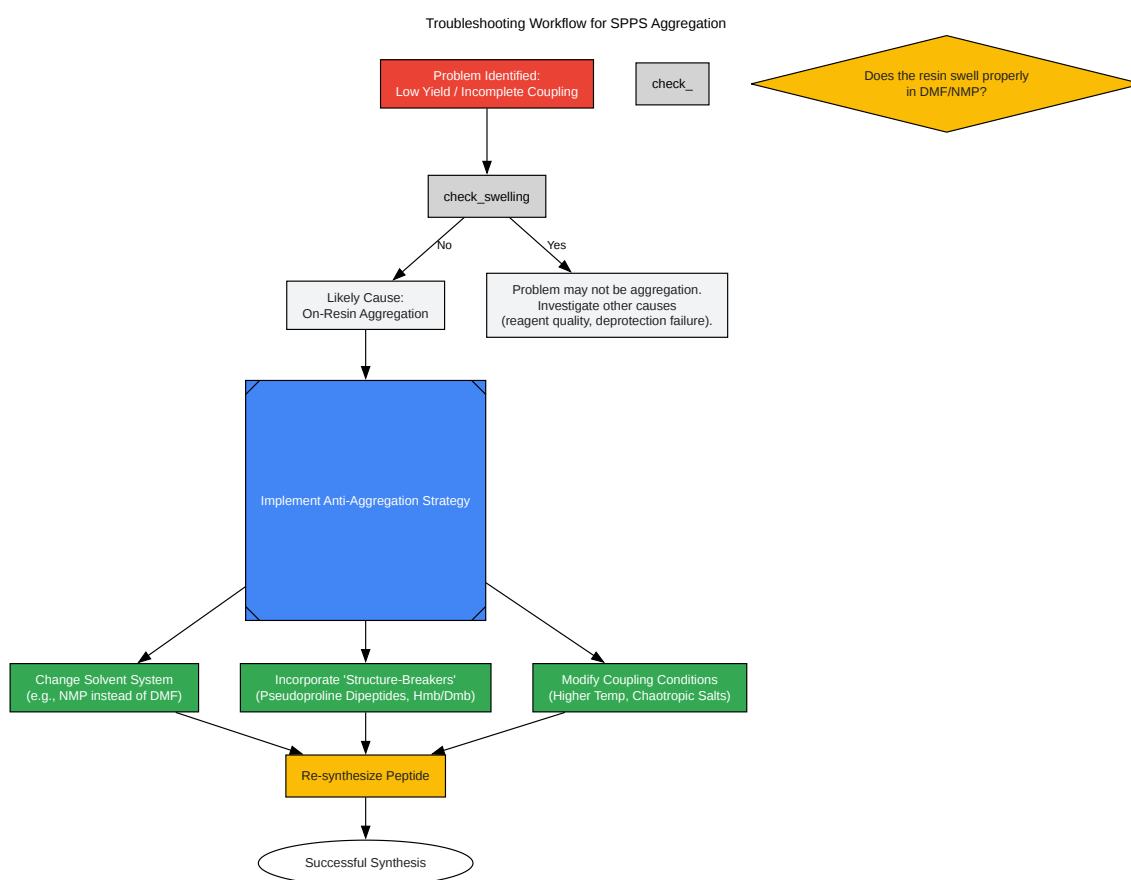 Troubleshooting Workflow for SPPS Aggregation
Problem Identified:
Low Yield / Incomplete Coupling
check_
Does the resin swell properly
in DMF/NMP?
check_swelling
No
Yes
Likely Cause:
On-Resin Aggregation
Problem may not be aggregation.
Investigate other causes
(reagent quality, deprotection failure).
Implement Anti-Aggregation Strategy
Change Solvent System
(e.g., NMP instead of DMF)
Incorporate 'Structure-Breakers'
(Pseudoproline Dipeptides, Hmb/Dmb)
Modify Coupling Conditions
(Higher Temp, Chaotropic Salts)
Re-synthesize Peptide
Successful Synthesis